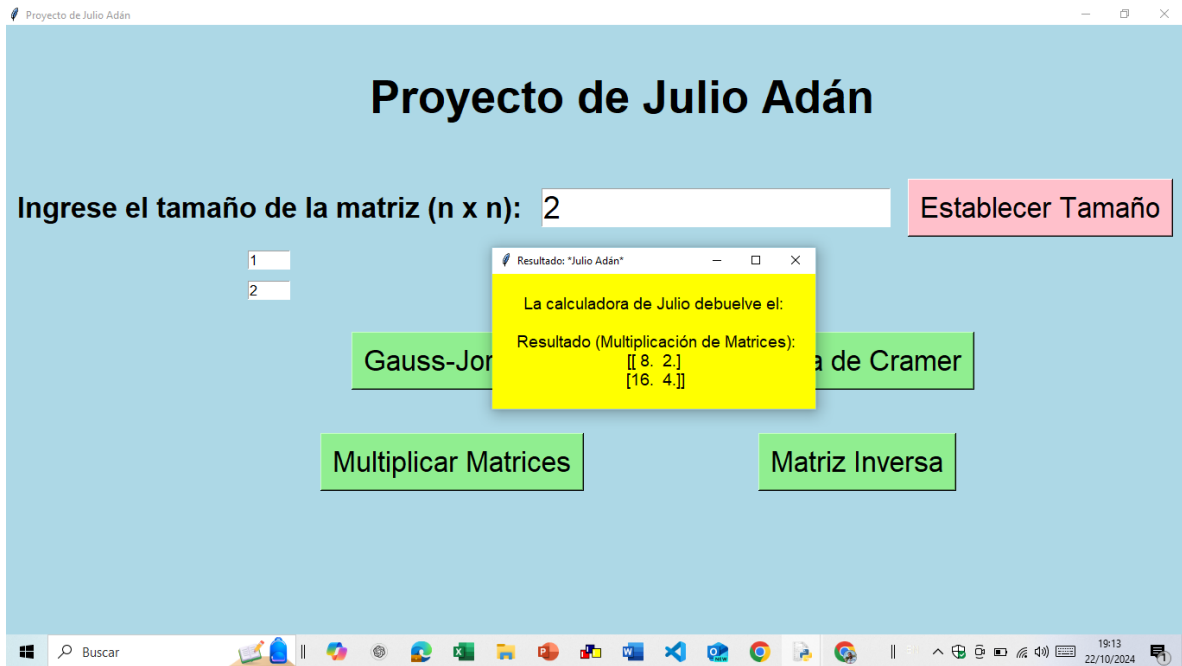 Proyecto de Julio Adán
Proyecto de Julio Adán
Ingrese el tamaño de la matriz (n x n): 2 Establecer Tamaño
1
2
Resultado: *Julio Adán*
La calculadora de Julio debuelve el:
Resultado (Multiplicación de Matrices):
[[ 8. 2.]
[16. 4.]]
Gauss-Jor de Cramer
Multiplicar Matrices Matriz Inversa
Buscar
19:13
22/10/2024